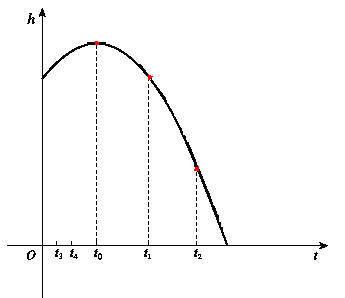 h
O t₃ t₄ t₀ t₁ t₂ t